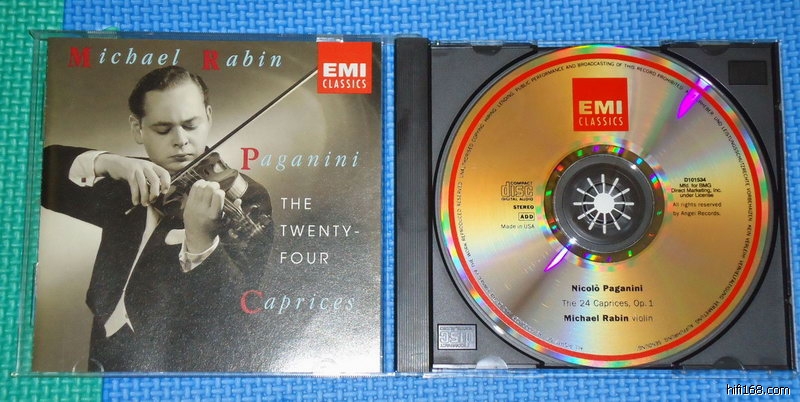 Michael Rabin
EMI
CLASSICS
Paganini
THE
TWENTY-
FOUR
Caprices
EMI
CLASSICS
COMPACT
disc
DIGITAL AUDIO
STEREO
ADD
Made in USA
D101534
Mfd. for BMG
Direct Marketing, Inc.
under License
All rights reserved
by Angel Records.
Nicolò Paganini
The 24 Caprices, Op. 1
Michael Rabin violin
hifi168.com